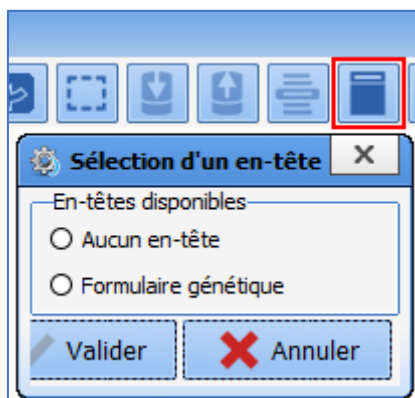 Sélection d'un en-tête
En-têtes disponibles
Aucun en-tête
Formulaire génétique
Valider Annuler